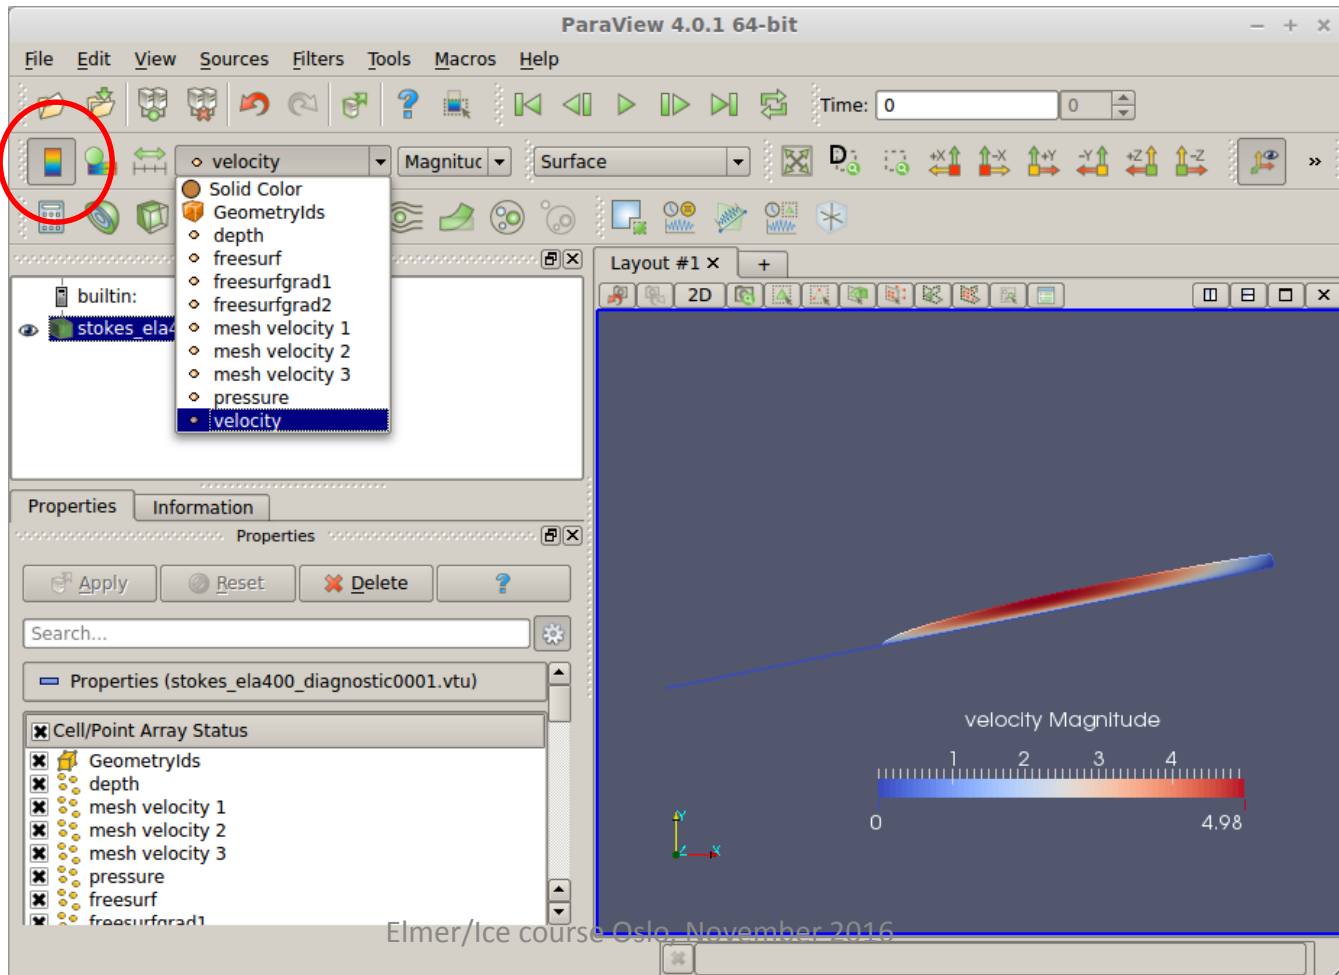 ParaView 4.0.1 64-bit
File Edit View Sources Filters Tools Macros Help
Time: 0 0
velocity Magnituc Surface D +X -X +Y -Y +Z -Z »
Solid Color
GeometryIds
depth
freesurf
freesurfgrad1
freesurfgrad2
mesh velocity 1
mesh velocity 2
mesh velocity 3
pressure
velocity
builtin:
stokes_ela4
Layout #1 × +
2D
Properties Information
Properties
Apply Reset Delete ?
Search...
Properties (stokes_ela400_diagnostic0001.vtu)
Cell/Point Array Status
GeometryIds
depth
mesh velocity 1
mesh velocity 2
mesh velocity 3
pressure
freesurf
freesurfgrad1
velocity Magnitude
1 2 3 4
0 4.98
Y
Z X
Elmer/Ice course Oslo, November 2016